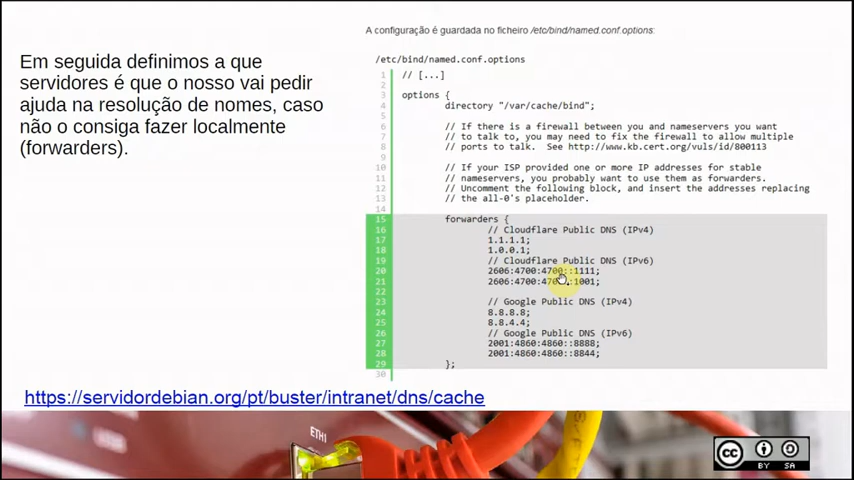 A configuração é guardada no ficheiro /etc/bind/named.conf.options:
Em seguida definimos a que
servidores é que o nosso vai pedir
ajuda na resolução de nomes, caso
não o consiga fazer localmente
(forwarders).
/etc/bind/named.conf.options
1 // [...]
2
3 options {
4 directory "/var/cache/bind";
5
6 // If there is a firewall between you and nameservers you want
7 // to talk to, you may need to fix the firewall to allow multiple
8 // ports to talk. See http://www.kb.cert.org/vuls/id/800113
9
10 // If your ISP provided one or more IP addresses for stable
11 // nameservers, you probably want to use them as forwarders.
12 // Uncomment the following block, and insert the addresses replacing
13 // the all-0's placeholder.
14
15 forwarders {
16 // Cloudflare Public DNS (IPv4)
17 1.1.1.1;
18 1.0.0.1;
19 // Cloudflare Public DNS (IPv6)
20 2606:4700:4700::1111;
21 2606:4700:4700::1001;
22
23 // Google Public DNS (IPv4)
24 8.8.8.8;
25 8.8.4.4;
26 // Google Public DNS (IPv6)
27 2001:4860:4860::8888;
28 2001:4860:4860::8844;
29 };
30
https://servidordebian.org/pt/buster/intranet/dns/cache
ETH1
cc BY SA